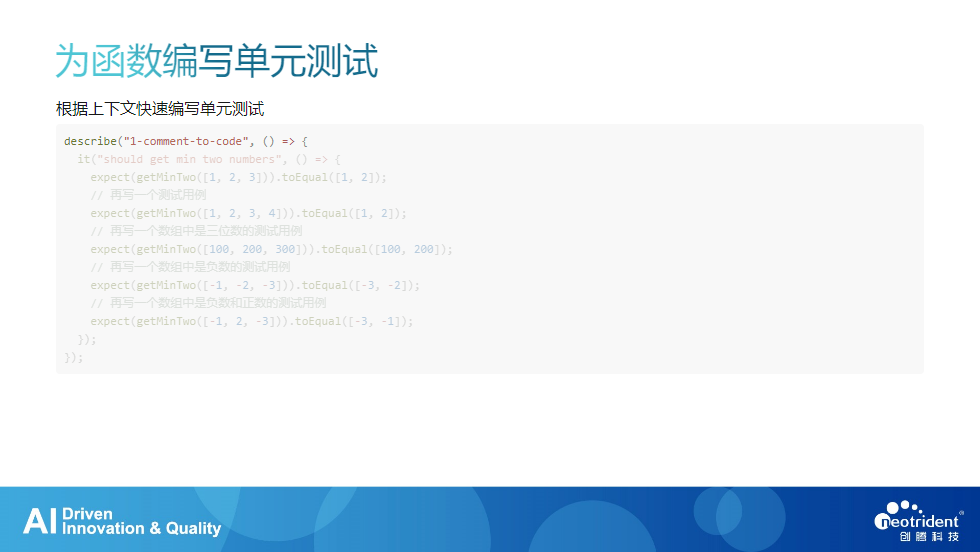 为函数编写单元测试
根据上下文快速编写单元测试
describe("1-comment-to-code", () => {
  it("should get min two numbers", () => {
    expect(getMinTwo([1, 2, 3])).toEqual([1, 2]);
    // 再写一个测试用例
    expect(getMinTwo([1, 2, 3, 4])).toEqual([1, 2]);
    // 再写一个数组中是三位数的测试用例
    expect(getMinTwo([100, 200, 300])).toEqual([100, 200]);
    // 再写一个数组中是负数的测试用例
    expect(getMinTwo([-1, -2, -3])).toEqual([-3, -2]);
    // 再写一个数组中是负数和正数的测试用例
    expect(getMinTwo([-1, 2, -3])).toEqual([-3, -1]);
  });
});
AI Driven
Innovation & Quality
neotrident®
创腾科技